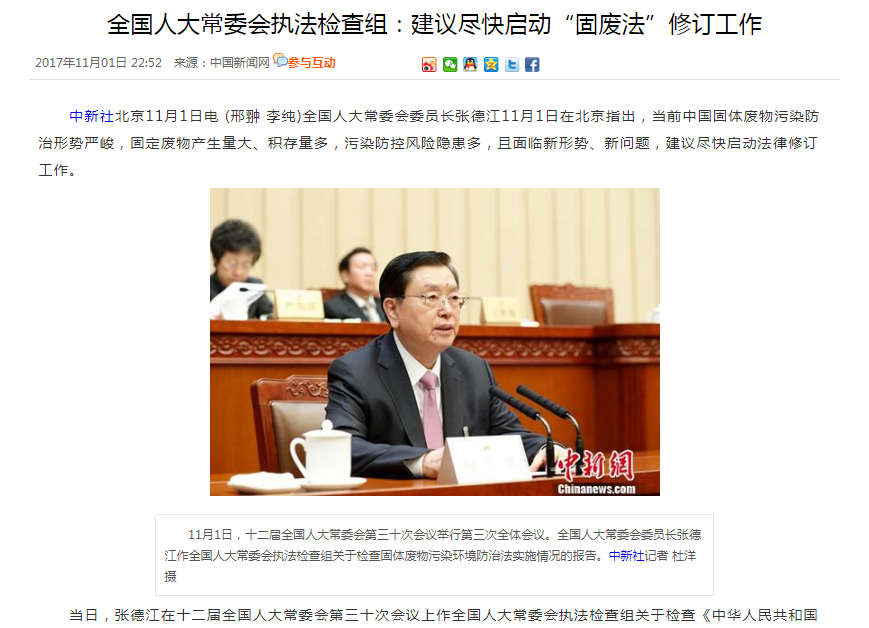 全国人大常委会执法检查组：建议尽快启动“固废法”修订工作
2017年11月01日 22:52 来源：中国新闻网 参与互动
中新社北京11月1日电 (邢翀 李纯)全国人大常委会委员长张德江11月1日在北京指出，当前中国固体废物污染防
治形势严峻，固定废物产生量大、积存量多，污染防控风险隐患多，且面临新形势、新问题，建议尽快启动法律修订
工作。
中新網
Chinanews.com
11月1日，十二届全国人大常委会第三十次会议举行第三次全体会议。全国人大常委会委员长张德
江作全国人大常委会执法检查组关于检查固体废物污染环境防治法实施情况的报告。中新社记者 杜洋
摄
当日，张德江在十二届全国人大常委会第三十次会议上作全国人大常委会执法检查组关于检查《中华人民共和国